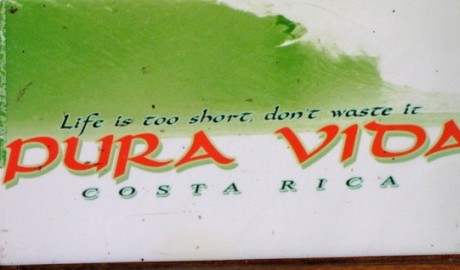 Life is too short, don't waste it
PURA VIDA
COSTA RICA